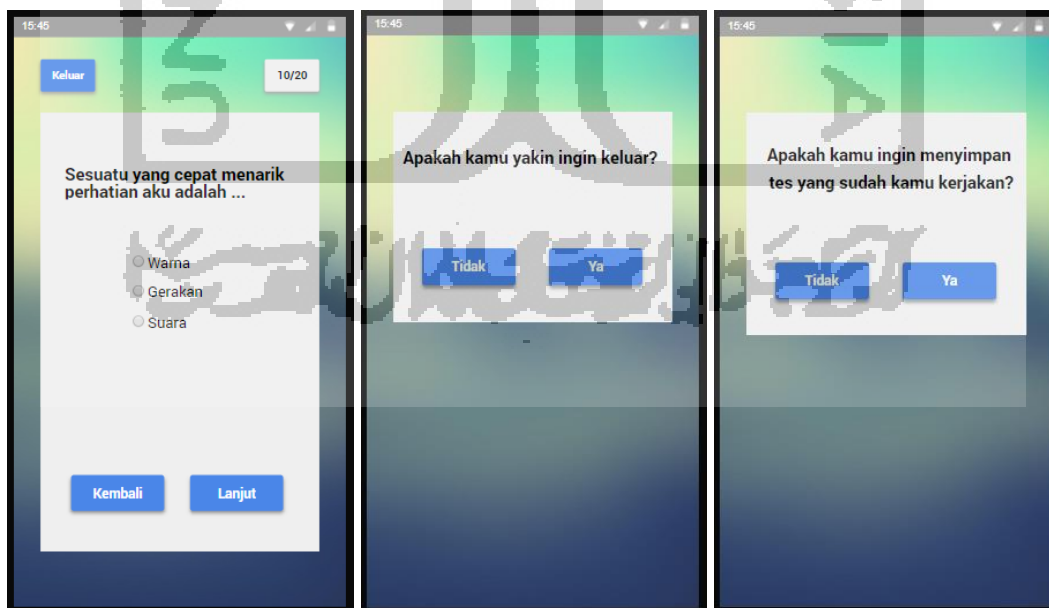 15:45
Keluar
10/20
Sesuatu yang cepat menarik
perhatian aku adalah ...
Warna
Gerakan
Suara
Kembali
Lanjut
15:45
Apakah kamu yakin ingin keluar?
Tidak
Ya
15:45
Apakah kamu ingin menyimpan
tes yang sudah kamu kerjakan?
Tidak
Ya